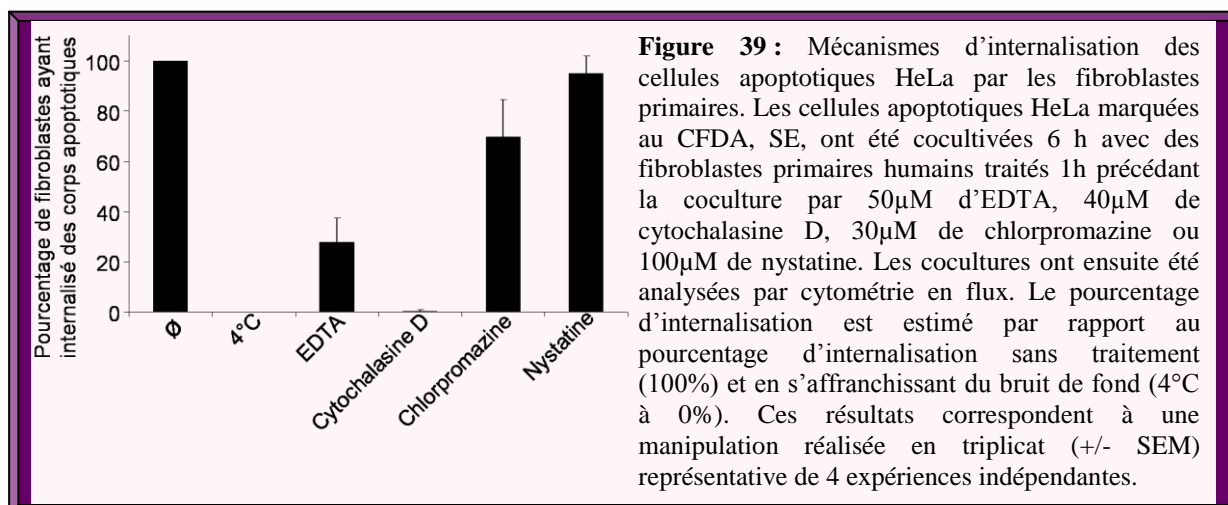 Pourcentage de fibroblastes ayant
internalisé des corps apoptotiques
100
80
60
40
20
0
Ø
4°C
EDTA
Cytochalasine D
Chlorpromazine
Nystatine
Figure 39 : Mécanismes d’internalisation des
cellules apoptotiques HeLa par les fibroblastes
primaires. Les cellules apoptotiques HeLa marquées
au CFDA, SE, ont été cocultivées 6 h avec des
fibroblastes primaires humains traités 1h précédant
la coculture par 50µM d’EDTA, 40µM de
cytochalasine D, 30µM de chlorpromazine ou
100µM de nystatine. Les cocultures ont ensuite été
analysées par cytométrie en flux. Le pourcentage
d’internalisation est estimé par rapport au
pourcentage d’internalisation sans traitement
(100%) et en s’affranchissant du bruit de fond (4°C
à 0%). Ces résultats correspondent à une
manipulation réalisée en triplicat (+/- SEM)
représentative de 4 expériences indépendantes.